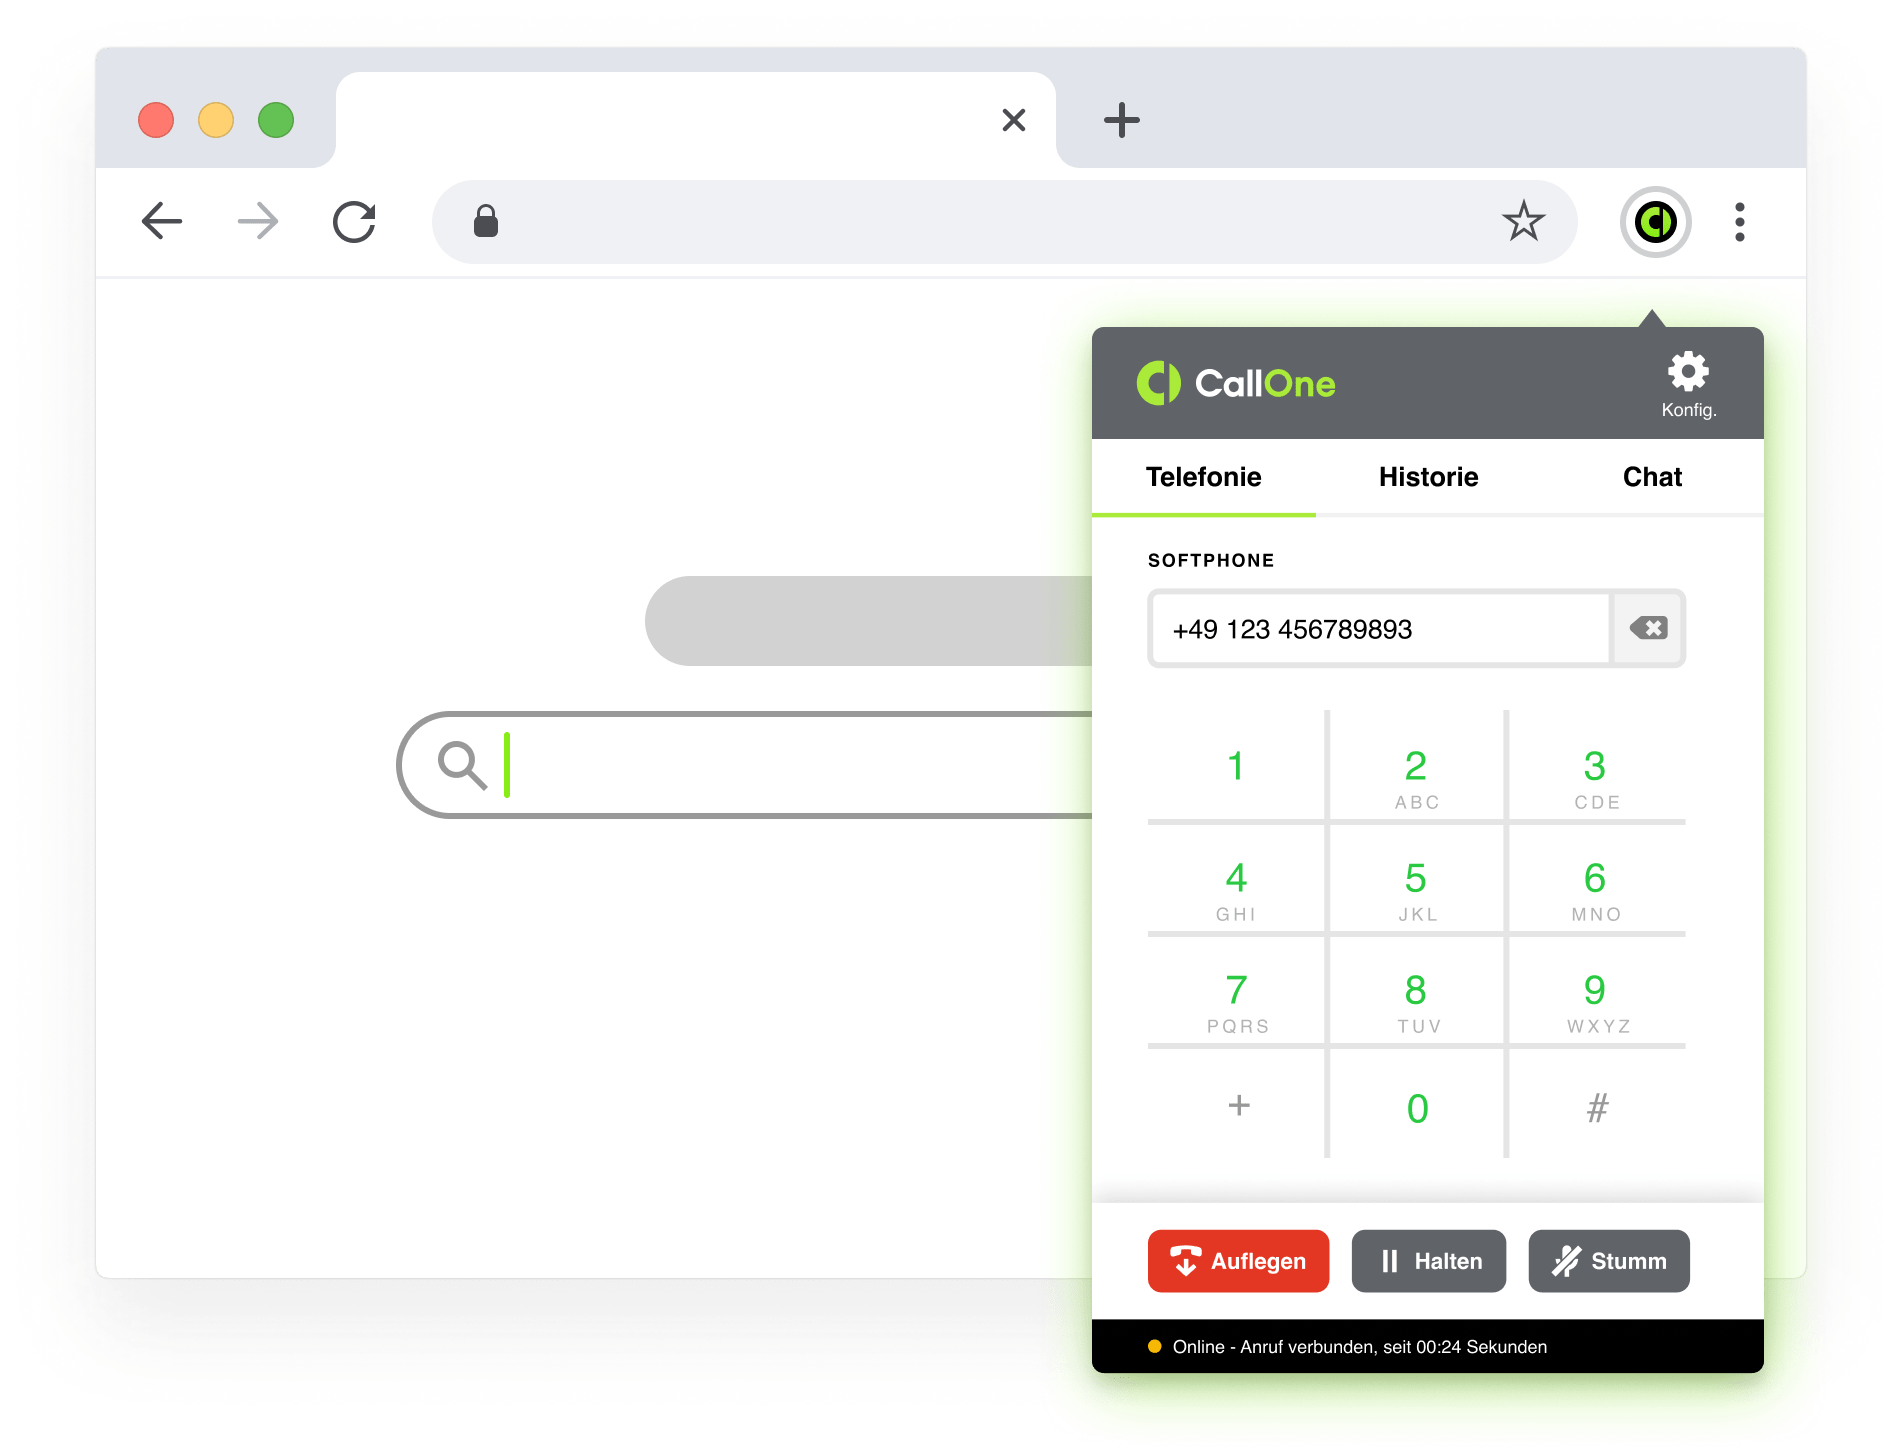 CallOne
Konfig.
Telefonie Historie Chat
SOFTPHONE
+49 123 456789893
1 2 3
ABC CDE
4 5 6
GHI JKL MNO
7 8 9
PQRS TUV WXYZ
+ 0 #
Auflegen Halten Stumm
Online - Anruf verbunden, seit 00:24 Sekunden